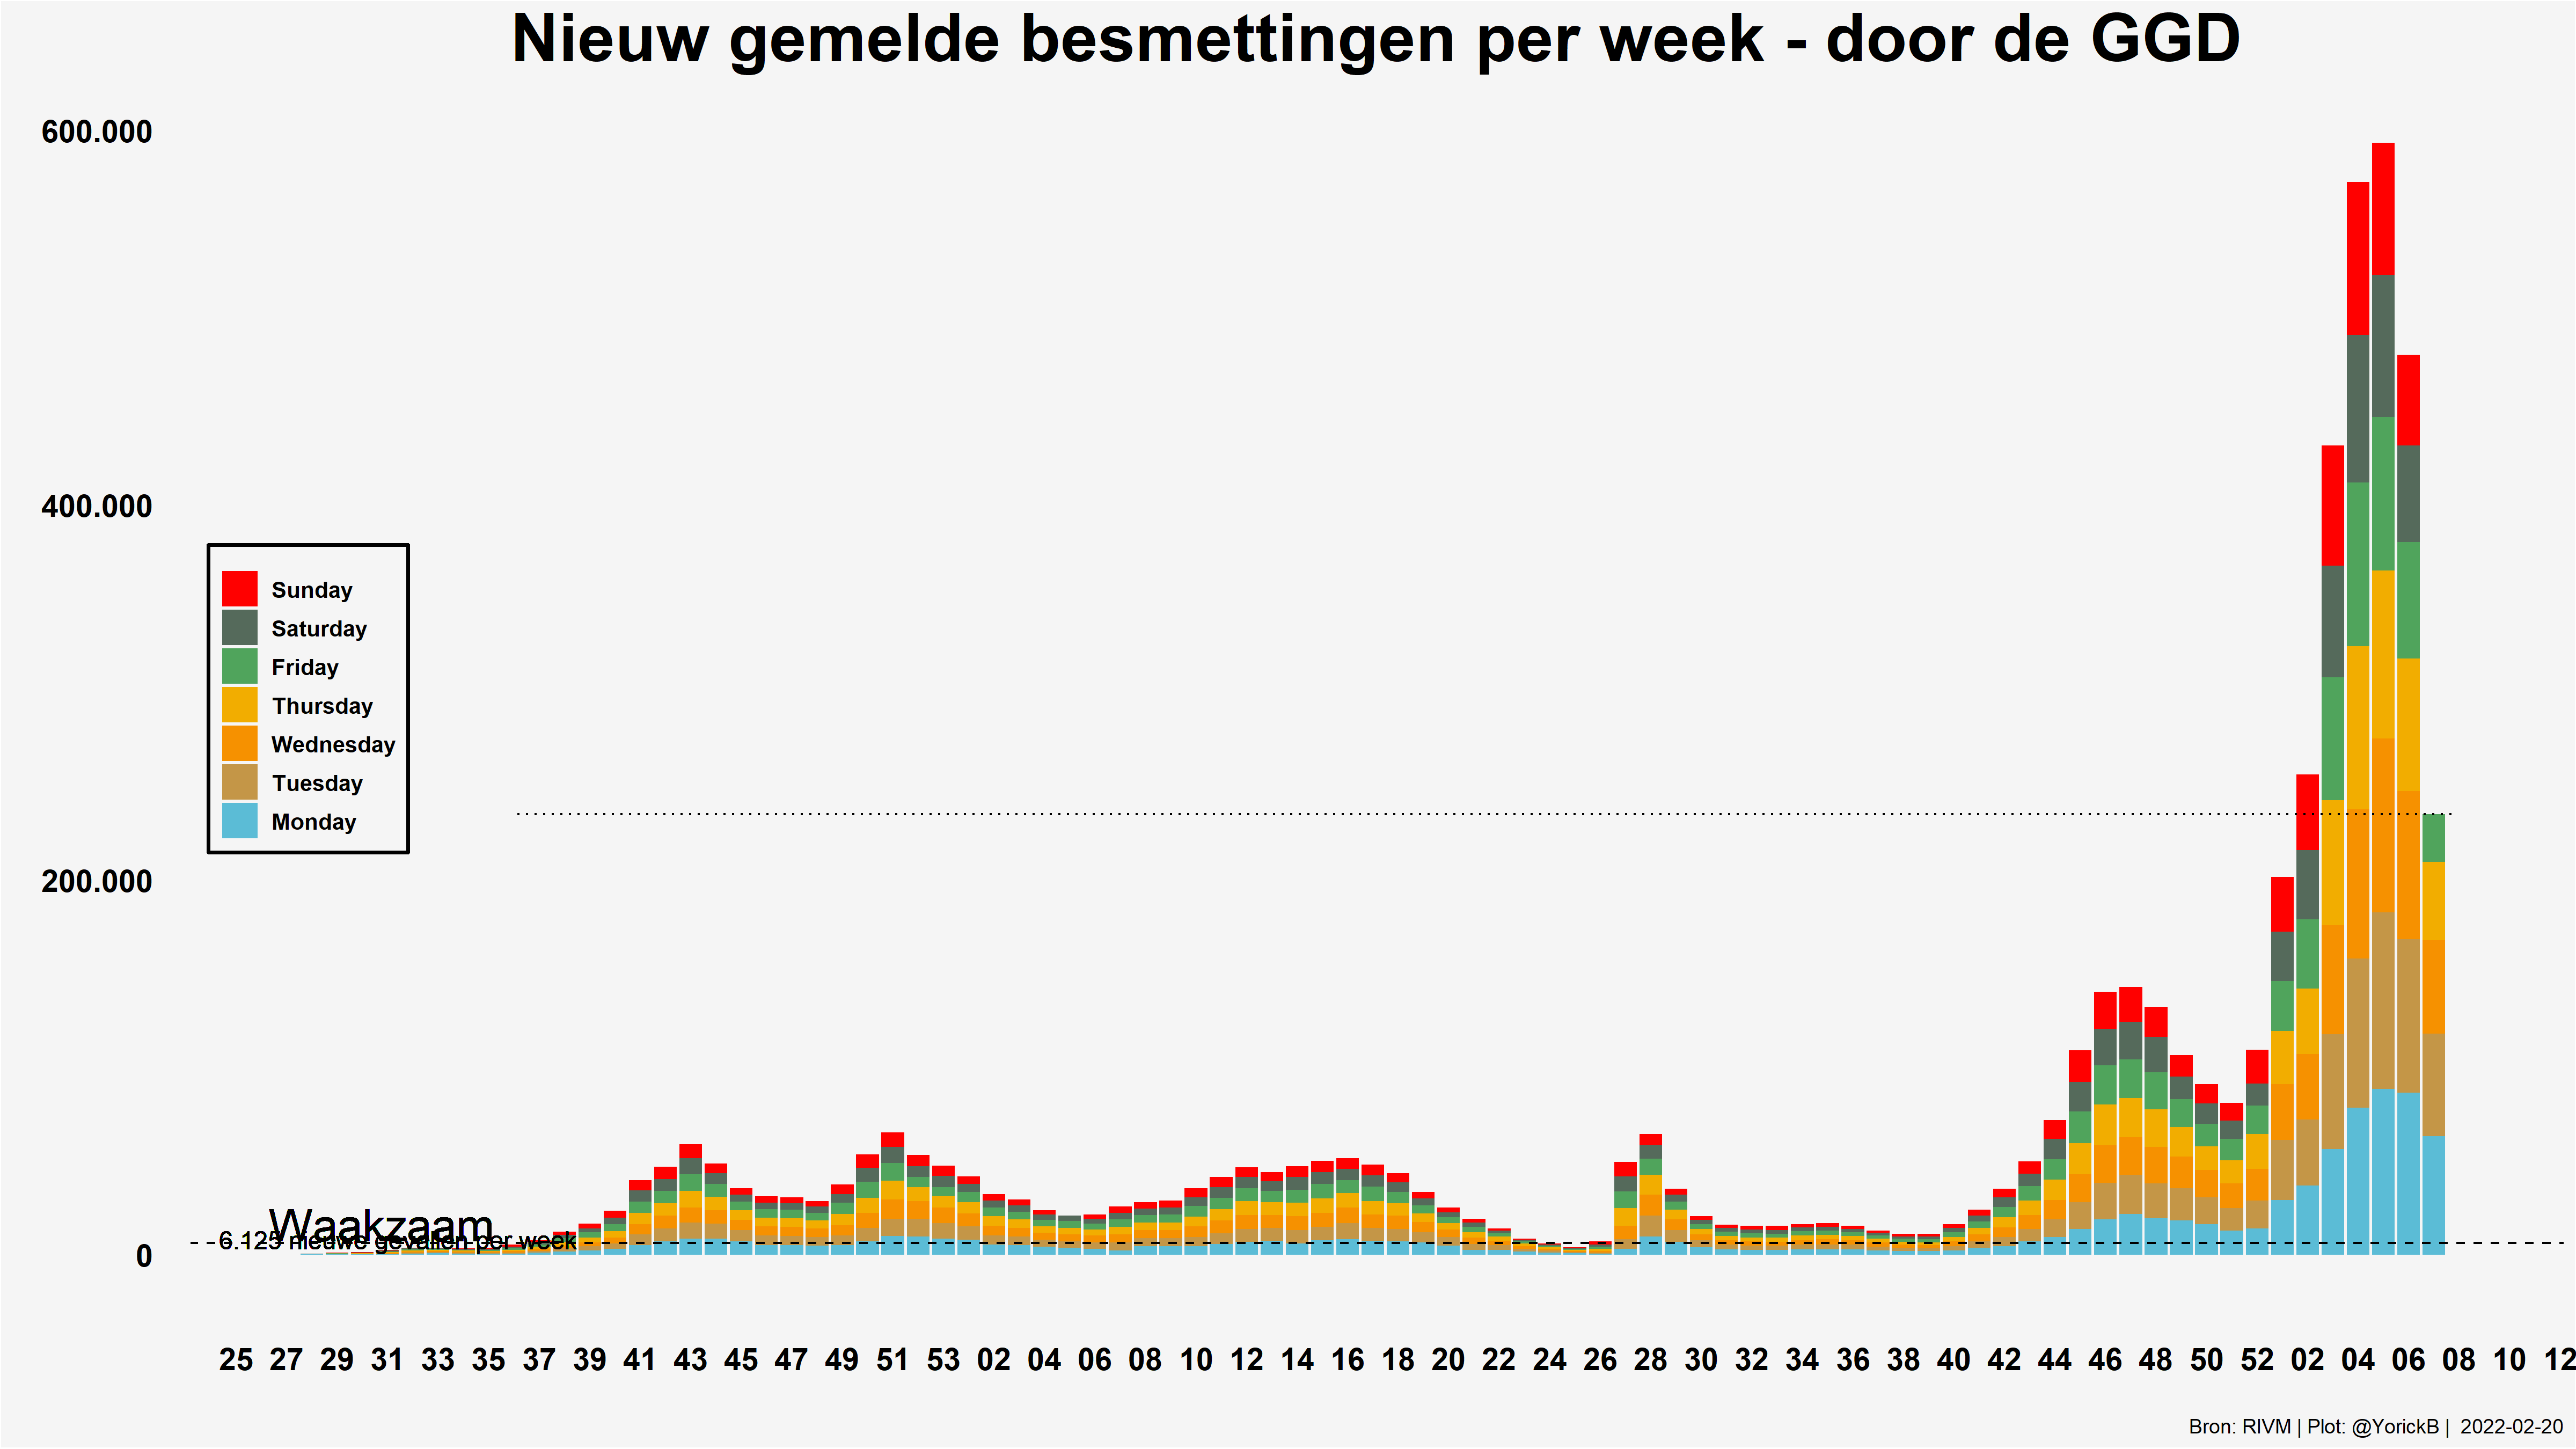 Nieuw gemelde besmettingen per week - door de GGD
600.000
400.000
200.000
0
Sunday
Saturday
Friday
Thursday
Wednesday
Tuesday
Monday
Waakzaam
6.125 nieuwe gevallen per week
25 27 29 31 33 35 37 39 41 43 45 47 49 51 53 02 04 06 08 10 12 14 16 18 20 22 24 26 28 30 32 34 36 38 40 42 44 46 48 50 52 02 04 06 08 10 12
Bron: RIVM | Plot: @YorickB | 2022-02-20